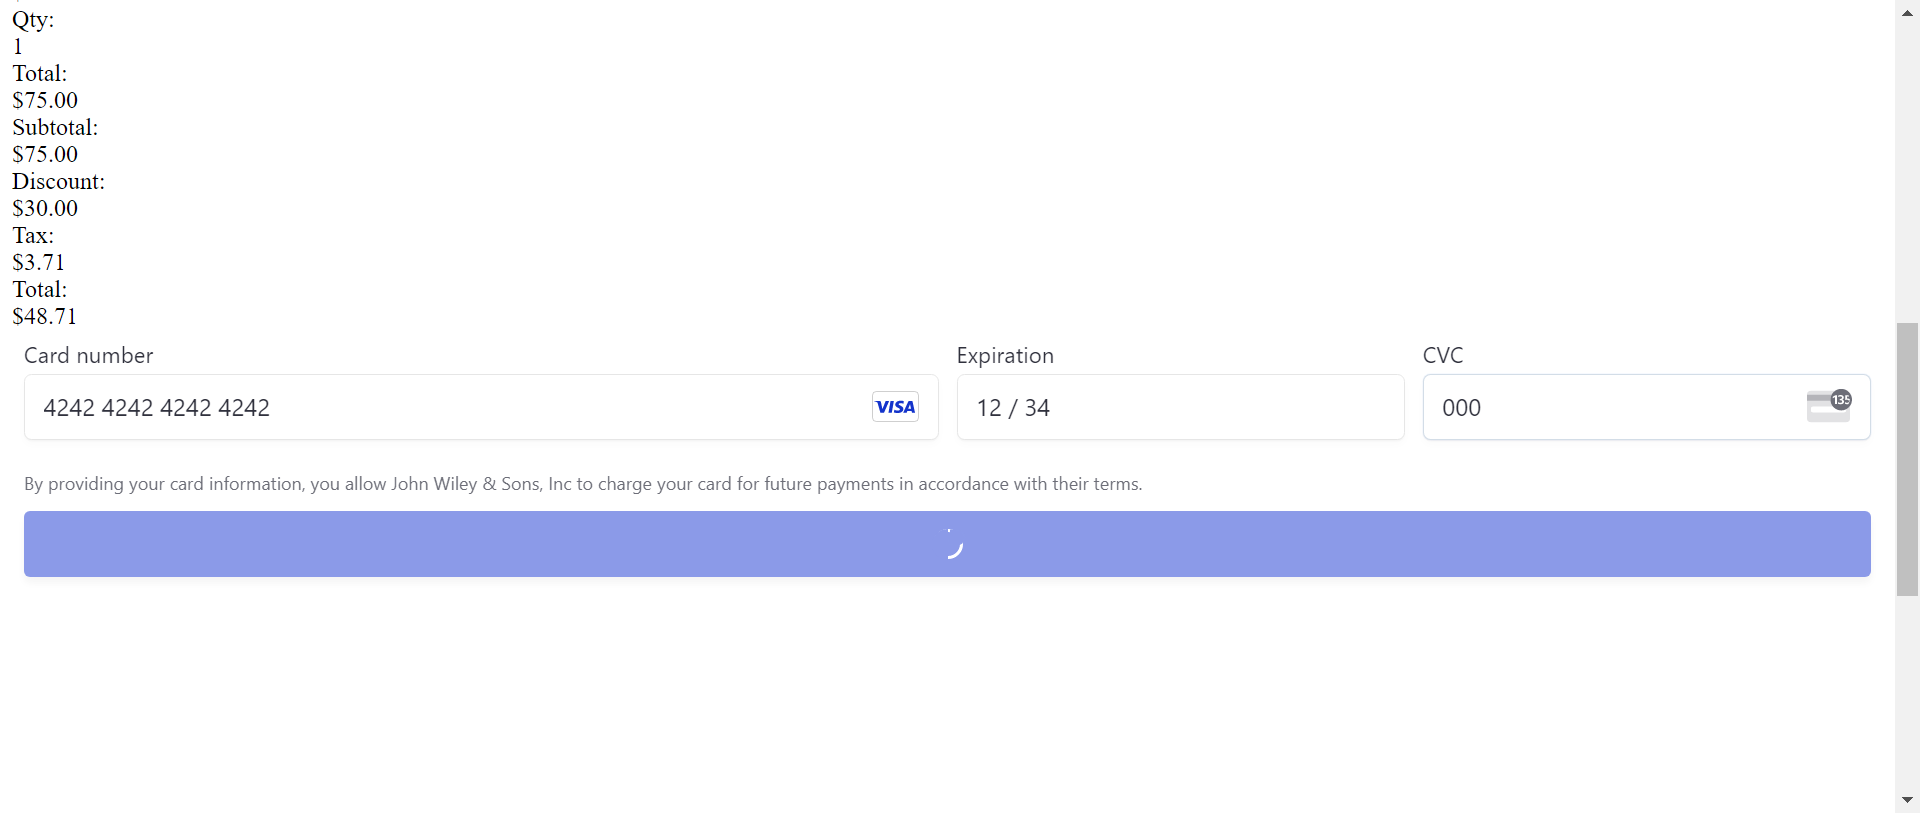 Qty:
1
Total:
$75.00
Subtotal:
$75.00
Discount:
$30.00
Tax:
$3.71
Total:
$48.71
Card number
Expiration
CVC
4242 4242 4242 4242
VISA
12 / 34
000
135
By providing your card information, you allow John Wiley & Sons, Inc to charge your card for future payments in accordance with their terms.